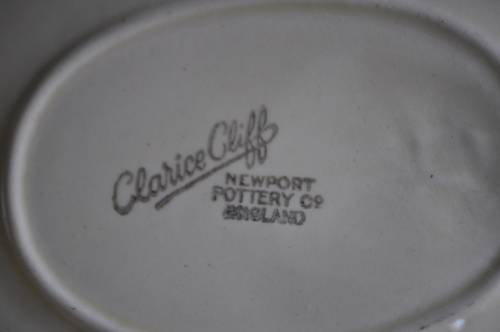 Clarice Cliff
NEWPORT
POTTERY Co
ENGLAND